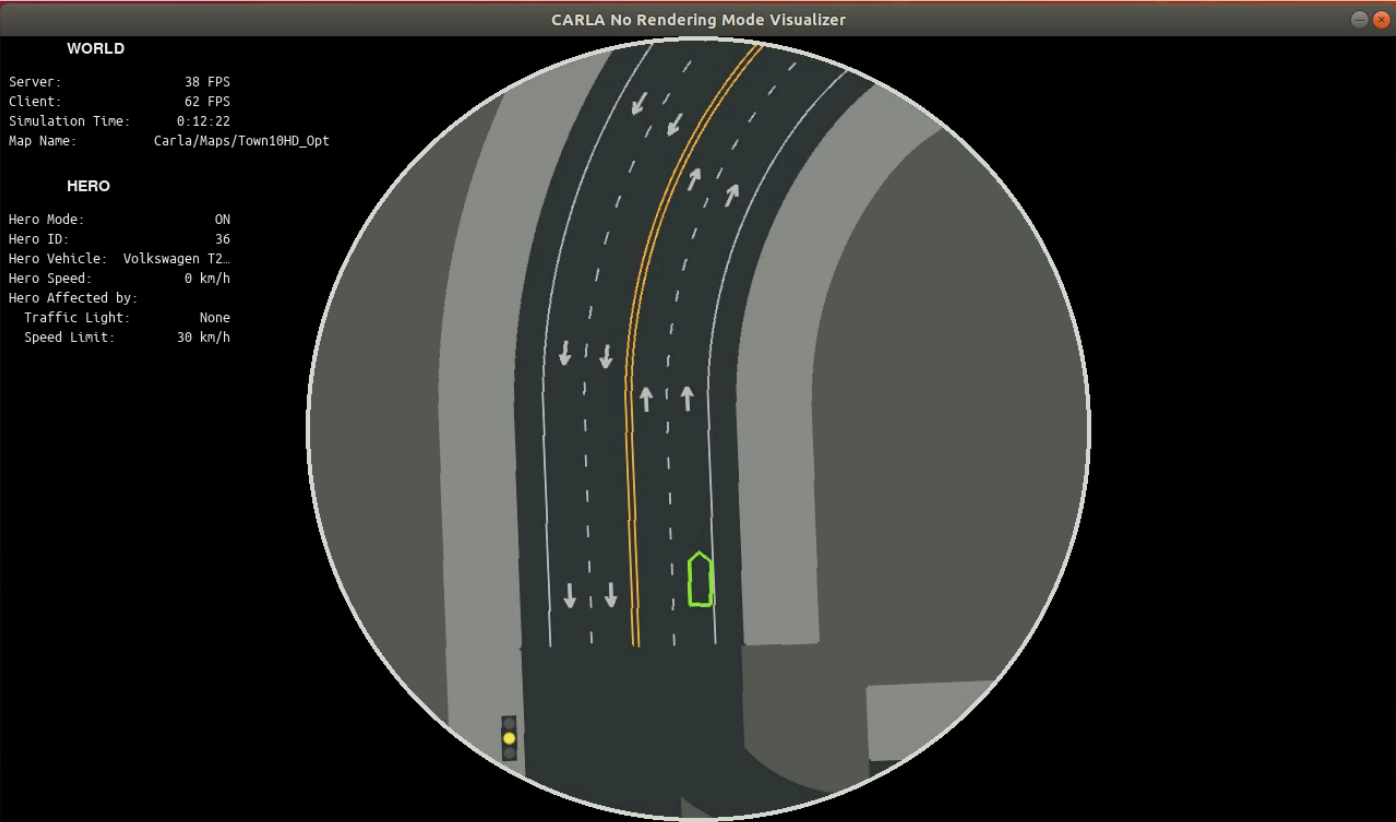 CARLA No Rendering Mode Visualizer
WORLD
Server: 38 FPS
Client: 62 FPS
Simulation Time: 0:12:22
Map Name: Carla/Maps/Town10HD_Opt
HERO
Hero Mode: ON
Hero ID: 36
Hero Vehicle: Volkswagen T2…
Hero Speed: 0 km/h
Hero Affected by:
Traffic Light: None
Speed Limit: 30 km/h